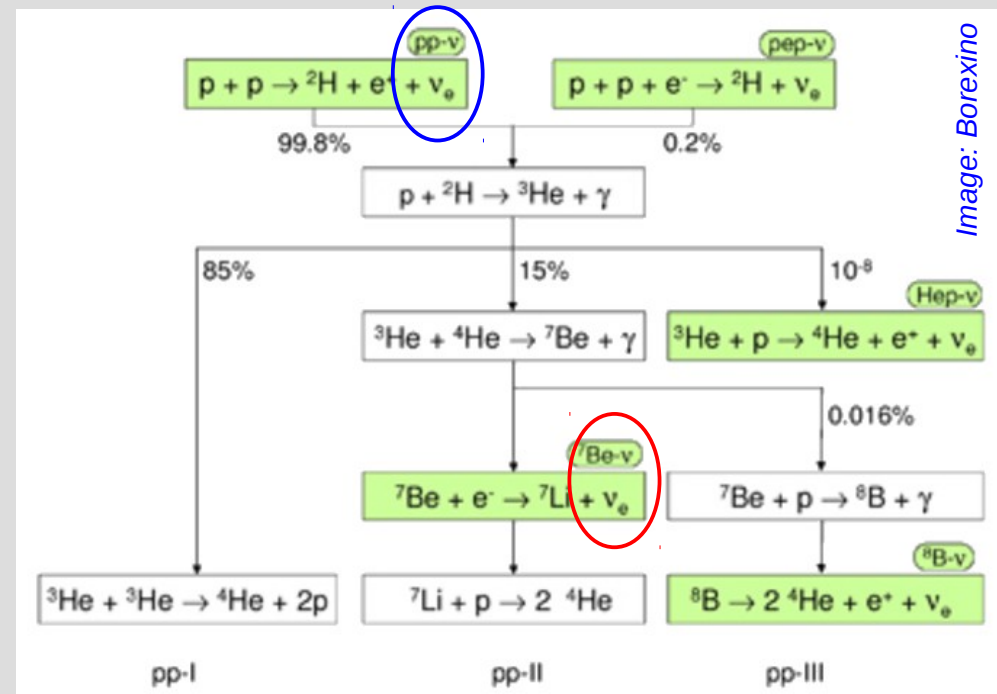 pp-ν
pep-ν
p + p → ²H + e⁺ + νₑ
p + p + e⁻ → ²H + νₑ
Image: Borexino
99.8%
0.2%
p + ²H → ³He + γ
85%
15%
10⁻⁸
Hep-ν
³He + ⁴He → ⁷Be + γ
³He + p → ⁴He + e⁺ + νₑ
0.016%
⁷Be-ν
⁷Be + e⁻ → ⁷Li + νₑ
⁷Be + p → ⁸B + γ
⁸B-ν
³He + ³He → ⁴He + 2p
⁷Li + p → 2 ⁴He
⁸B → 2 ⁴He + e⁺ + νₑ
pp-I
pp-II
pp-III